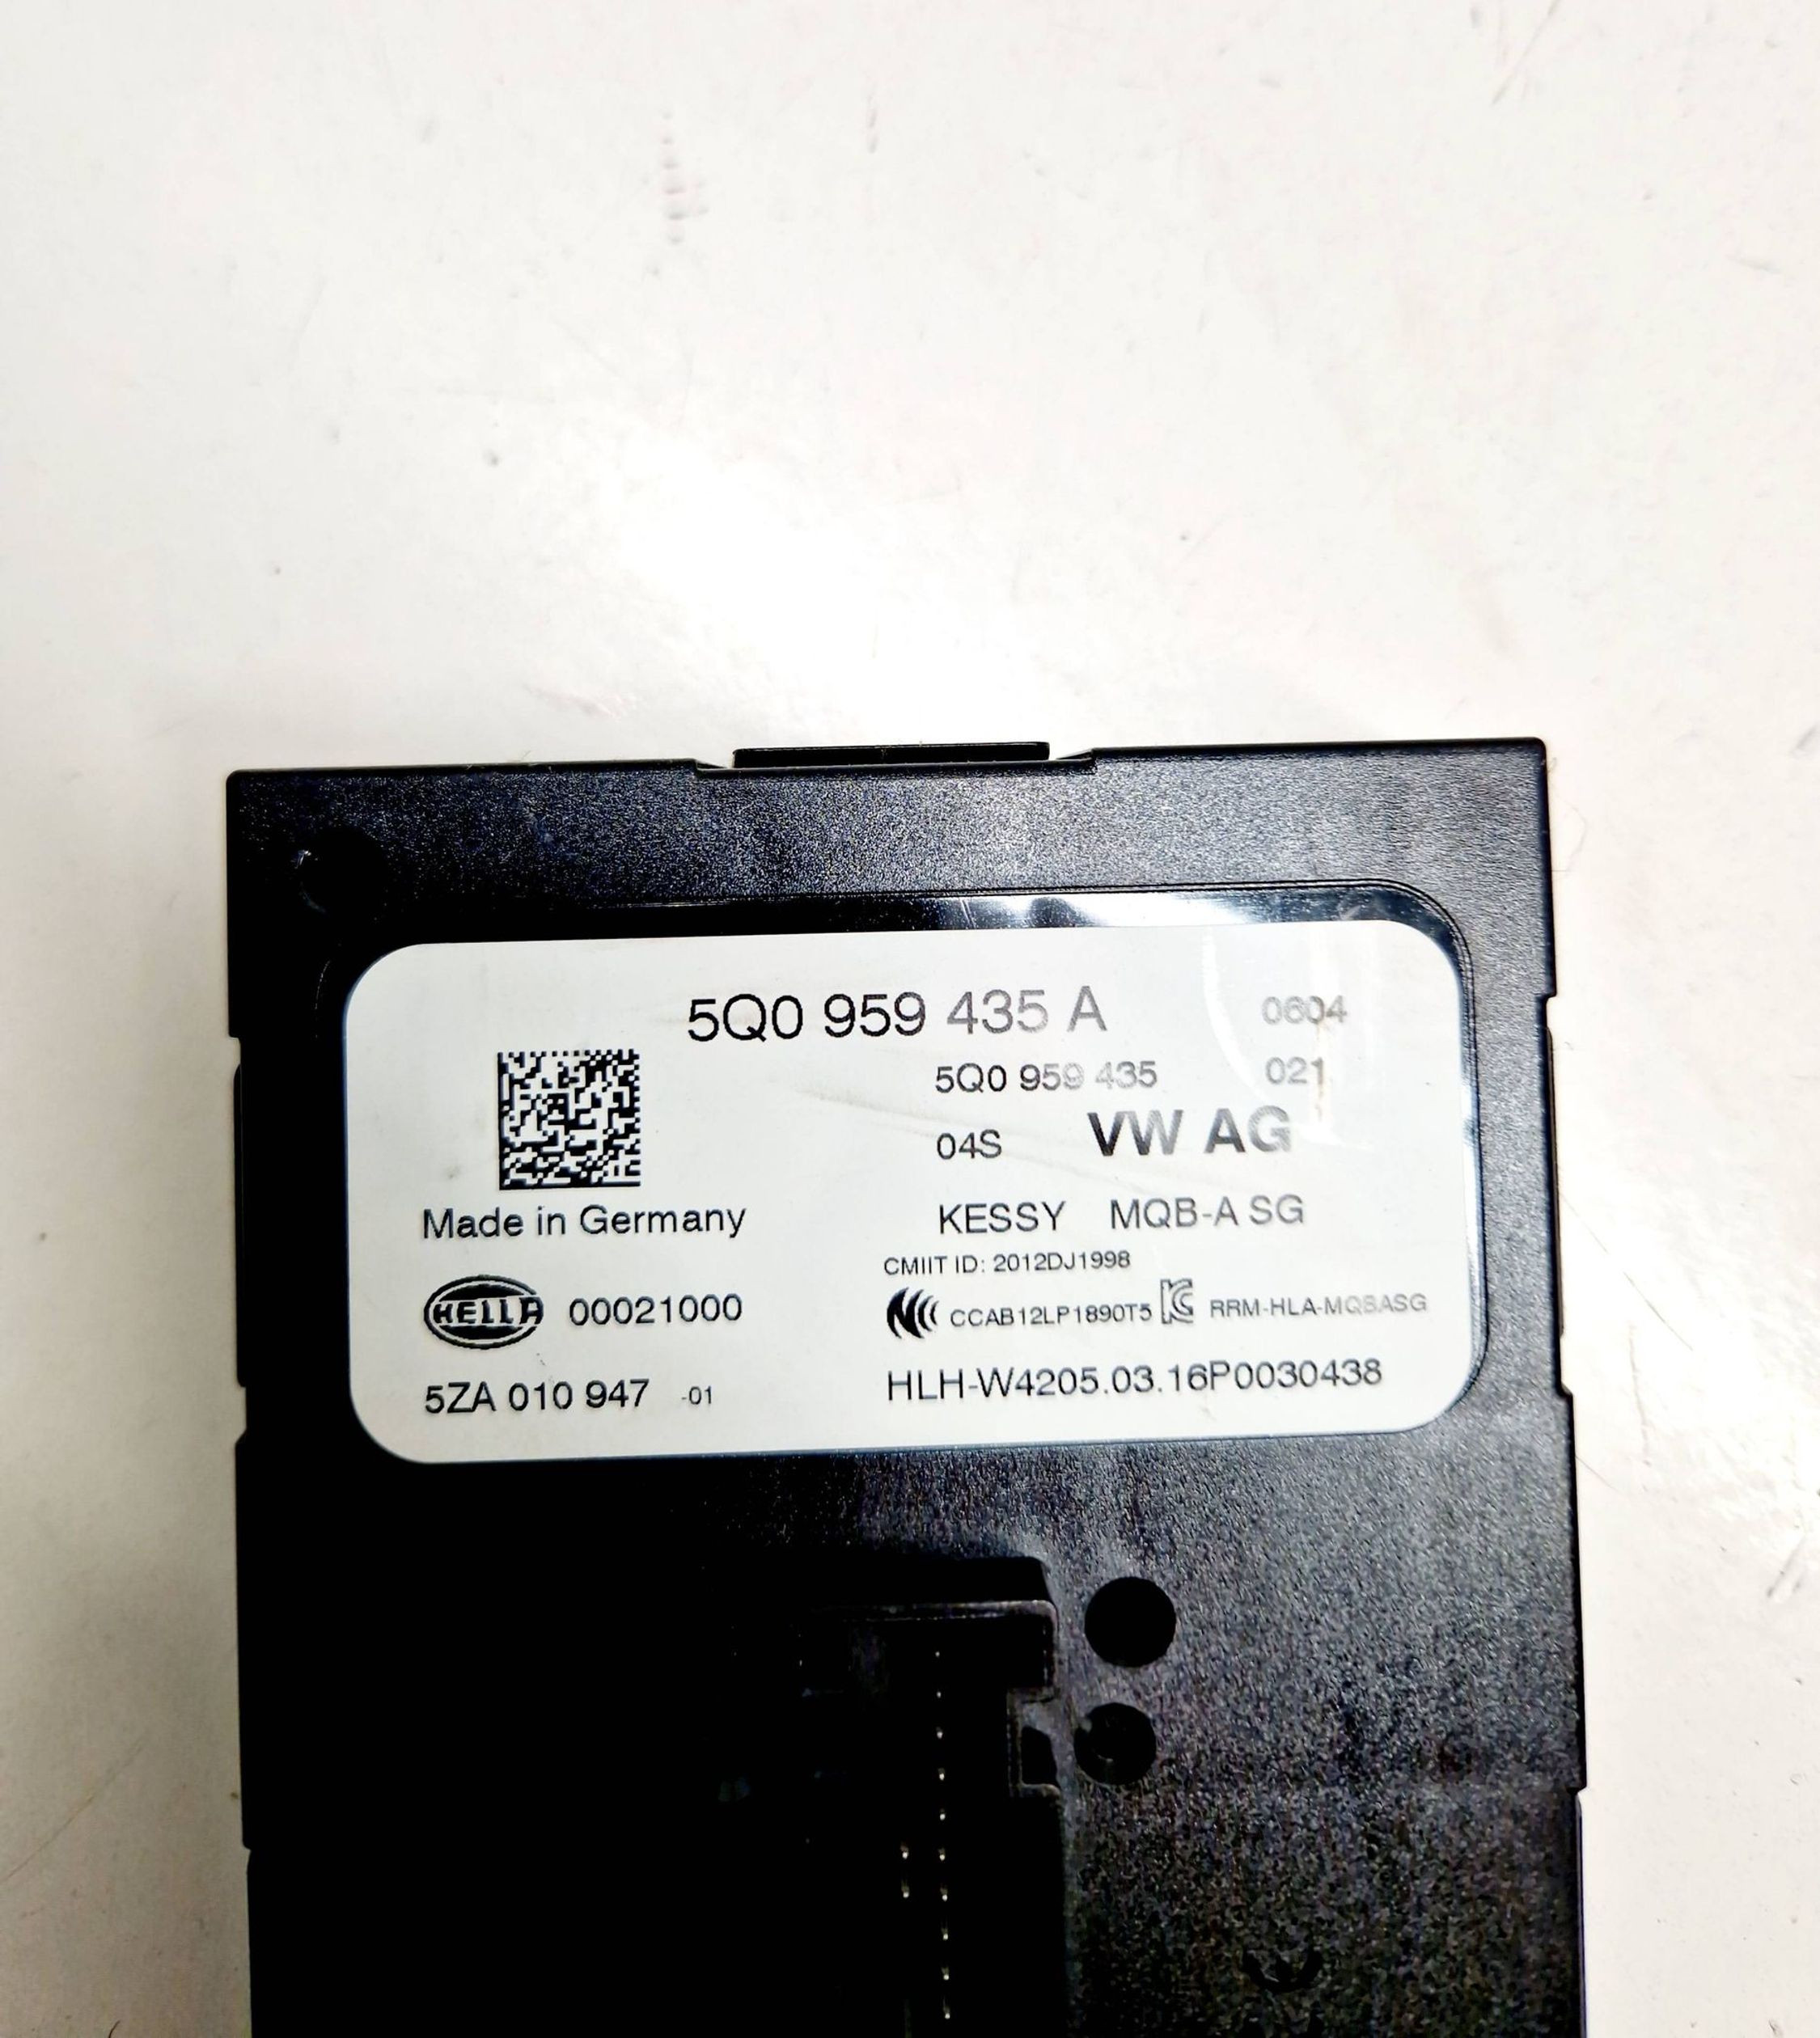 5Q0 959 435 A 0604
5Q0 959 435 021
04S VW AG
Made in Germany KESSY MQB-A SG
CMIIT ID: 2012DJ1998
HELLA 00021000 CCAB12LP1890T5 RRM-HLA-MQBASG
5ZA 010 947 -01 HLH-W4205.03.16P0030438